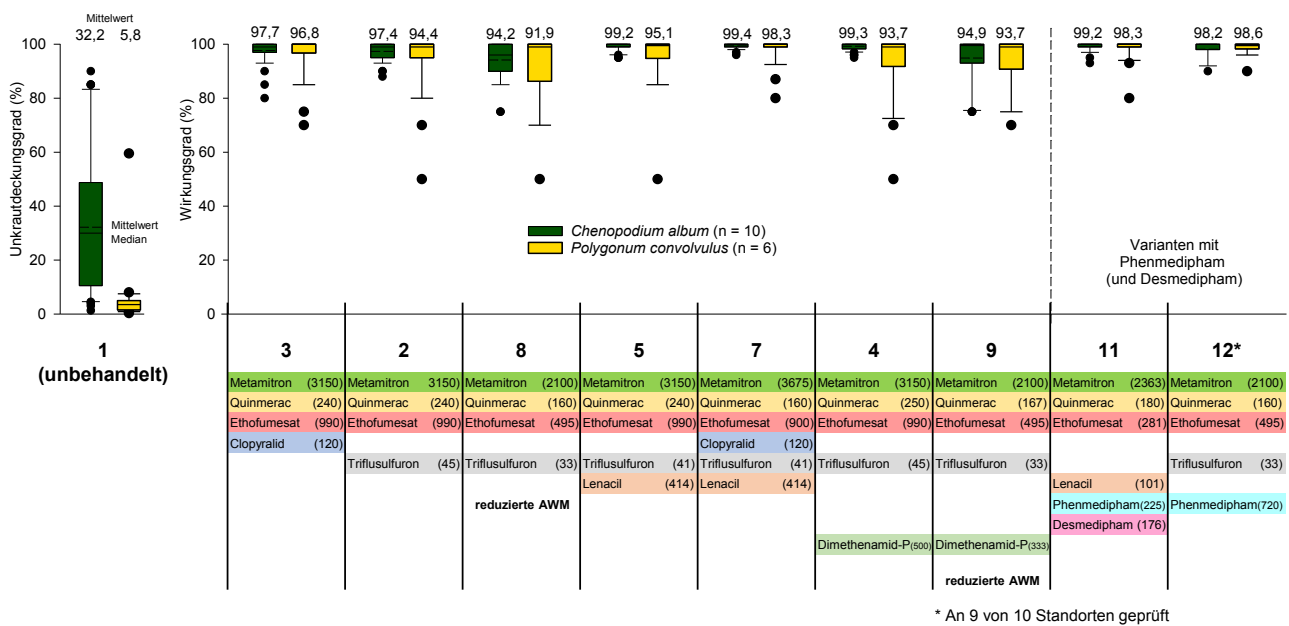 Mittelwert
32,2 5,8
97,7 96,8 97,4 94,4 94,2 91,9 99,2 95,1 99,4 98,3 99,3 93,7 94,9 93,7 99,2 98,3 98,2 98,6
Unkrautdeckungsgrad (%)
100
80
60
40
20
0
Mittelwert
Median
Wirkungsgrad (%)
100
80
60
40
20
0
Chenopodium album (n = 10)
Polygonum convolvulus (n = 6)
Varianten mit
Phenmedipham
(und Desmedipham)
1
(unbehandelt)
3 2 8 5 7 4 9 11 12*
Metamitron (3150) Metamitron 3150) Metamitron (2100) Metamitron (3150) Metamitron (3675) Metamitron (3150) Metamitron (2100) Metamitron (2363) Metamitron (2100)
Quinmerac (240) Quinmerac (240) Quinmerac (160) Quinmerac (240) Quinmerac (160) Quinmerac (250) Quinmerac (167) Quinmerac (180) Quinmerac (160)
Ethofumesat (990) Ethofumesat (990) Ethofumesat (495) Ethofumesat (990) Ethofumesat (900) Ethofumesat (990) Ethofumesat (495) Ethofumesat (281) Ethofumesat (495)
Clopyralid (120) Clopyralid (120)
Triflusulfuron (45) Triflusulfuron (33) Triflusulfuron (41) Triflusulfuron (41) Triflusulfuron (45) Triflusulfuron (33) Triflusulfuron (33)
Lenacil (414) Lenacil (414) Lenacil (101)
reduzierte AWM Phenmedipham(225) Phenmedipham(720)
Desmedipham (176)
Dimethenamid-P(500) Dimethenamid-P(333)
reduzierte AWM
* An 9 von 10 Standorten geprüft